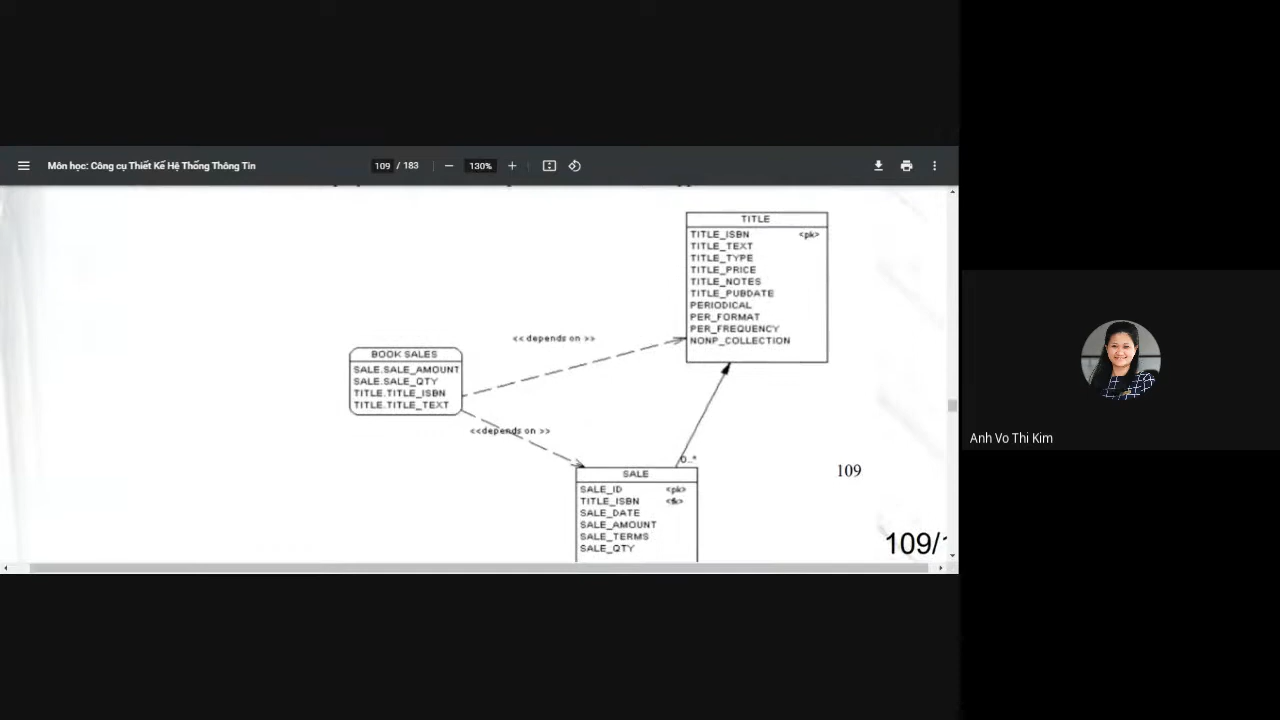 Môn học: Công cụ Thiết Kế Hệ Thống Thông Tin
109 / 183
130%
TITLE
TITLE_ISBN <pk>
TITLE_TEXT
TITLE_TYPE
TITLE_PRICE
TITLE_NOTES
TITLE_PUBDATE
PERIODICAL
PER_FORMAT
PER_FREQUENCY
NONP_COLLECTION
<< depends on >>
BOOK SALES
SALE.SALE_AMOUNT
SALE.SALE_QTY
TITLE.TITLE_ISBN
TITLE.TITLE_TEXT
<<depends on >>
0..*
SALE
SALE_ID <pk>
TITLE_ISBN <fk>
SALE_DATE
SALE_AMOUNT
SALE_TERMS
SALE_QTY
109
109/
Anh Vo Thi Kim